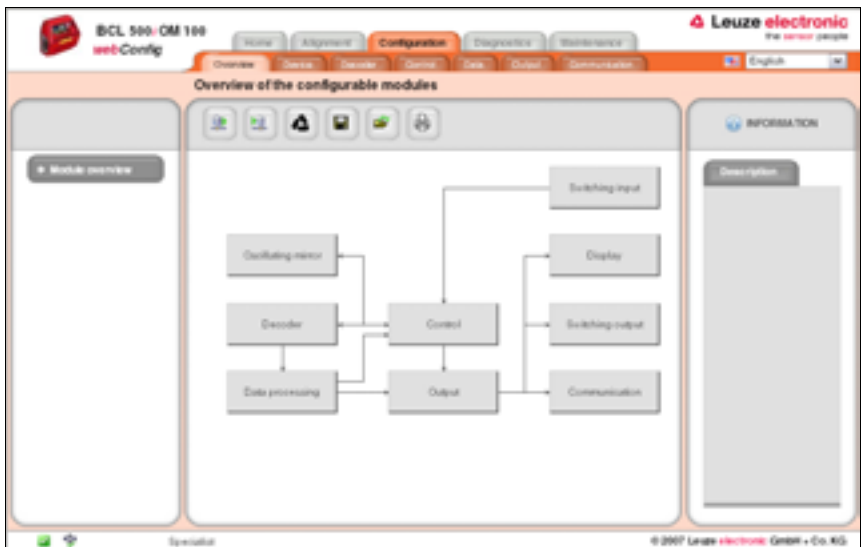 BCL 500i OM 100
webConfig
Home
Alignment
Configuration
Diagnostics
Maintenance
Leuze electronic
the sensor people
Overview
Device
Decoder
Control
Data
Output
Communication
English
Overview of the configurable modules
INFORMATION
Module overview
Description
Switching input
Oscillating mirror
Display
Decoder
Control
Switching output
Data processing
Output
Communication
Specialist
© 2007 Leuze electronic GmbH + Co. KG